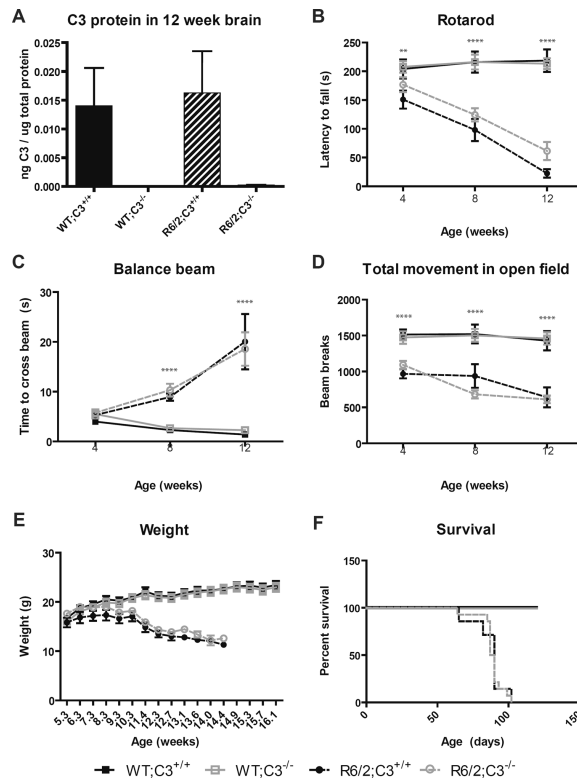 A
C3 protein in 12 week brain
ng C3 / ug total protein
0.025
0.020
0.015
0.010
0.005
0.000
WT;C3+/+
WT;C3-/-
R6/2;C3+/+
R6/2;C3-/-
B
Rotarod
Latency to fall (s)
250
200
150
100
50
0
** **** ****
4 8 12
Age (weeks)
C
Balance beam
Time to cross beam (s)
30
20
10
0
**** ****
4 8 12
Age (weeks)
D
Total movement in open field
Beam breaks
2000
1500
1000
500
0
**** **** ****
4 8 12
Age (weeks)
E
Weight
Weight (g)
30
20
10
0
5.3 6.3 7.3 8.3 9.3 10.3 11.4 12.3 12.7 13.1 13.6 14.0 14.4 14.9 15.3 15.7 16.1
Age (weeks)
F
Survival
Percent survival
150
100
50
0
0 50 100 150
Age (days)
WT;C3+/+ WT;C3-/- R6/2;C3+/+ R6/2;C3-/-